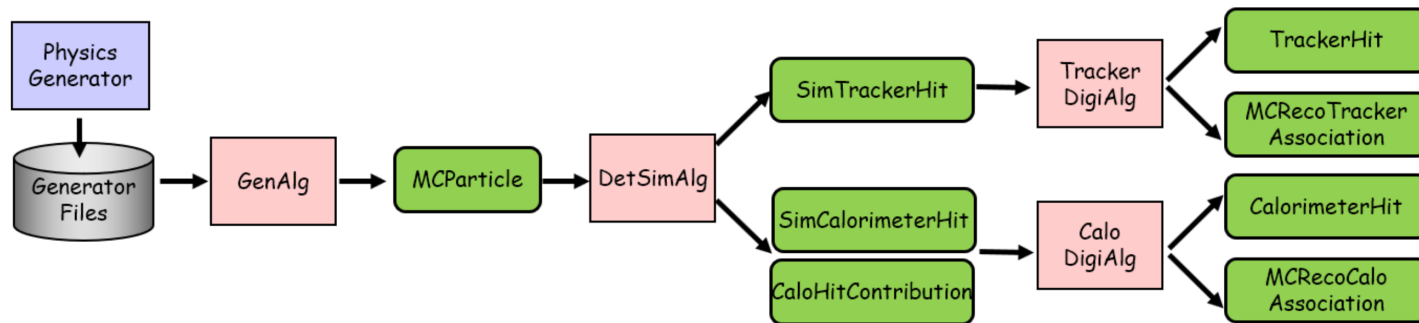 Physics
Generator
Generator
Files
GenAlg
MCParticle
DetSimAlg
SimTrackerHit
SimCalorimeterHit
CaloHitContribution
Tracker
DigiAlg
Calo
DigiAlg
TrackerHit
MCRecoTracker
Association
CalorimeterHit
MCRecoCalo
Association